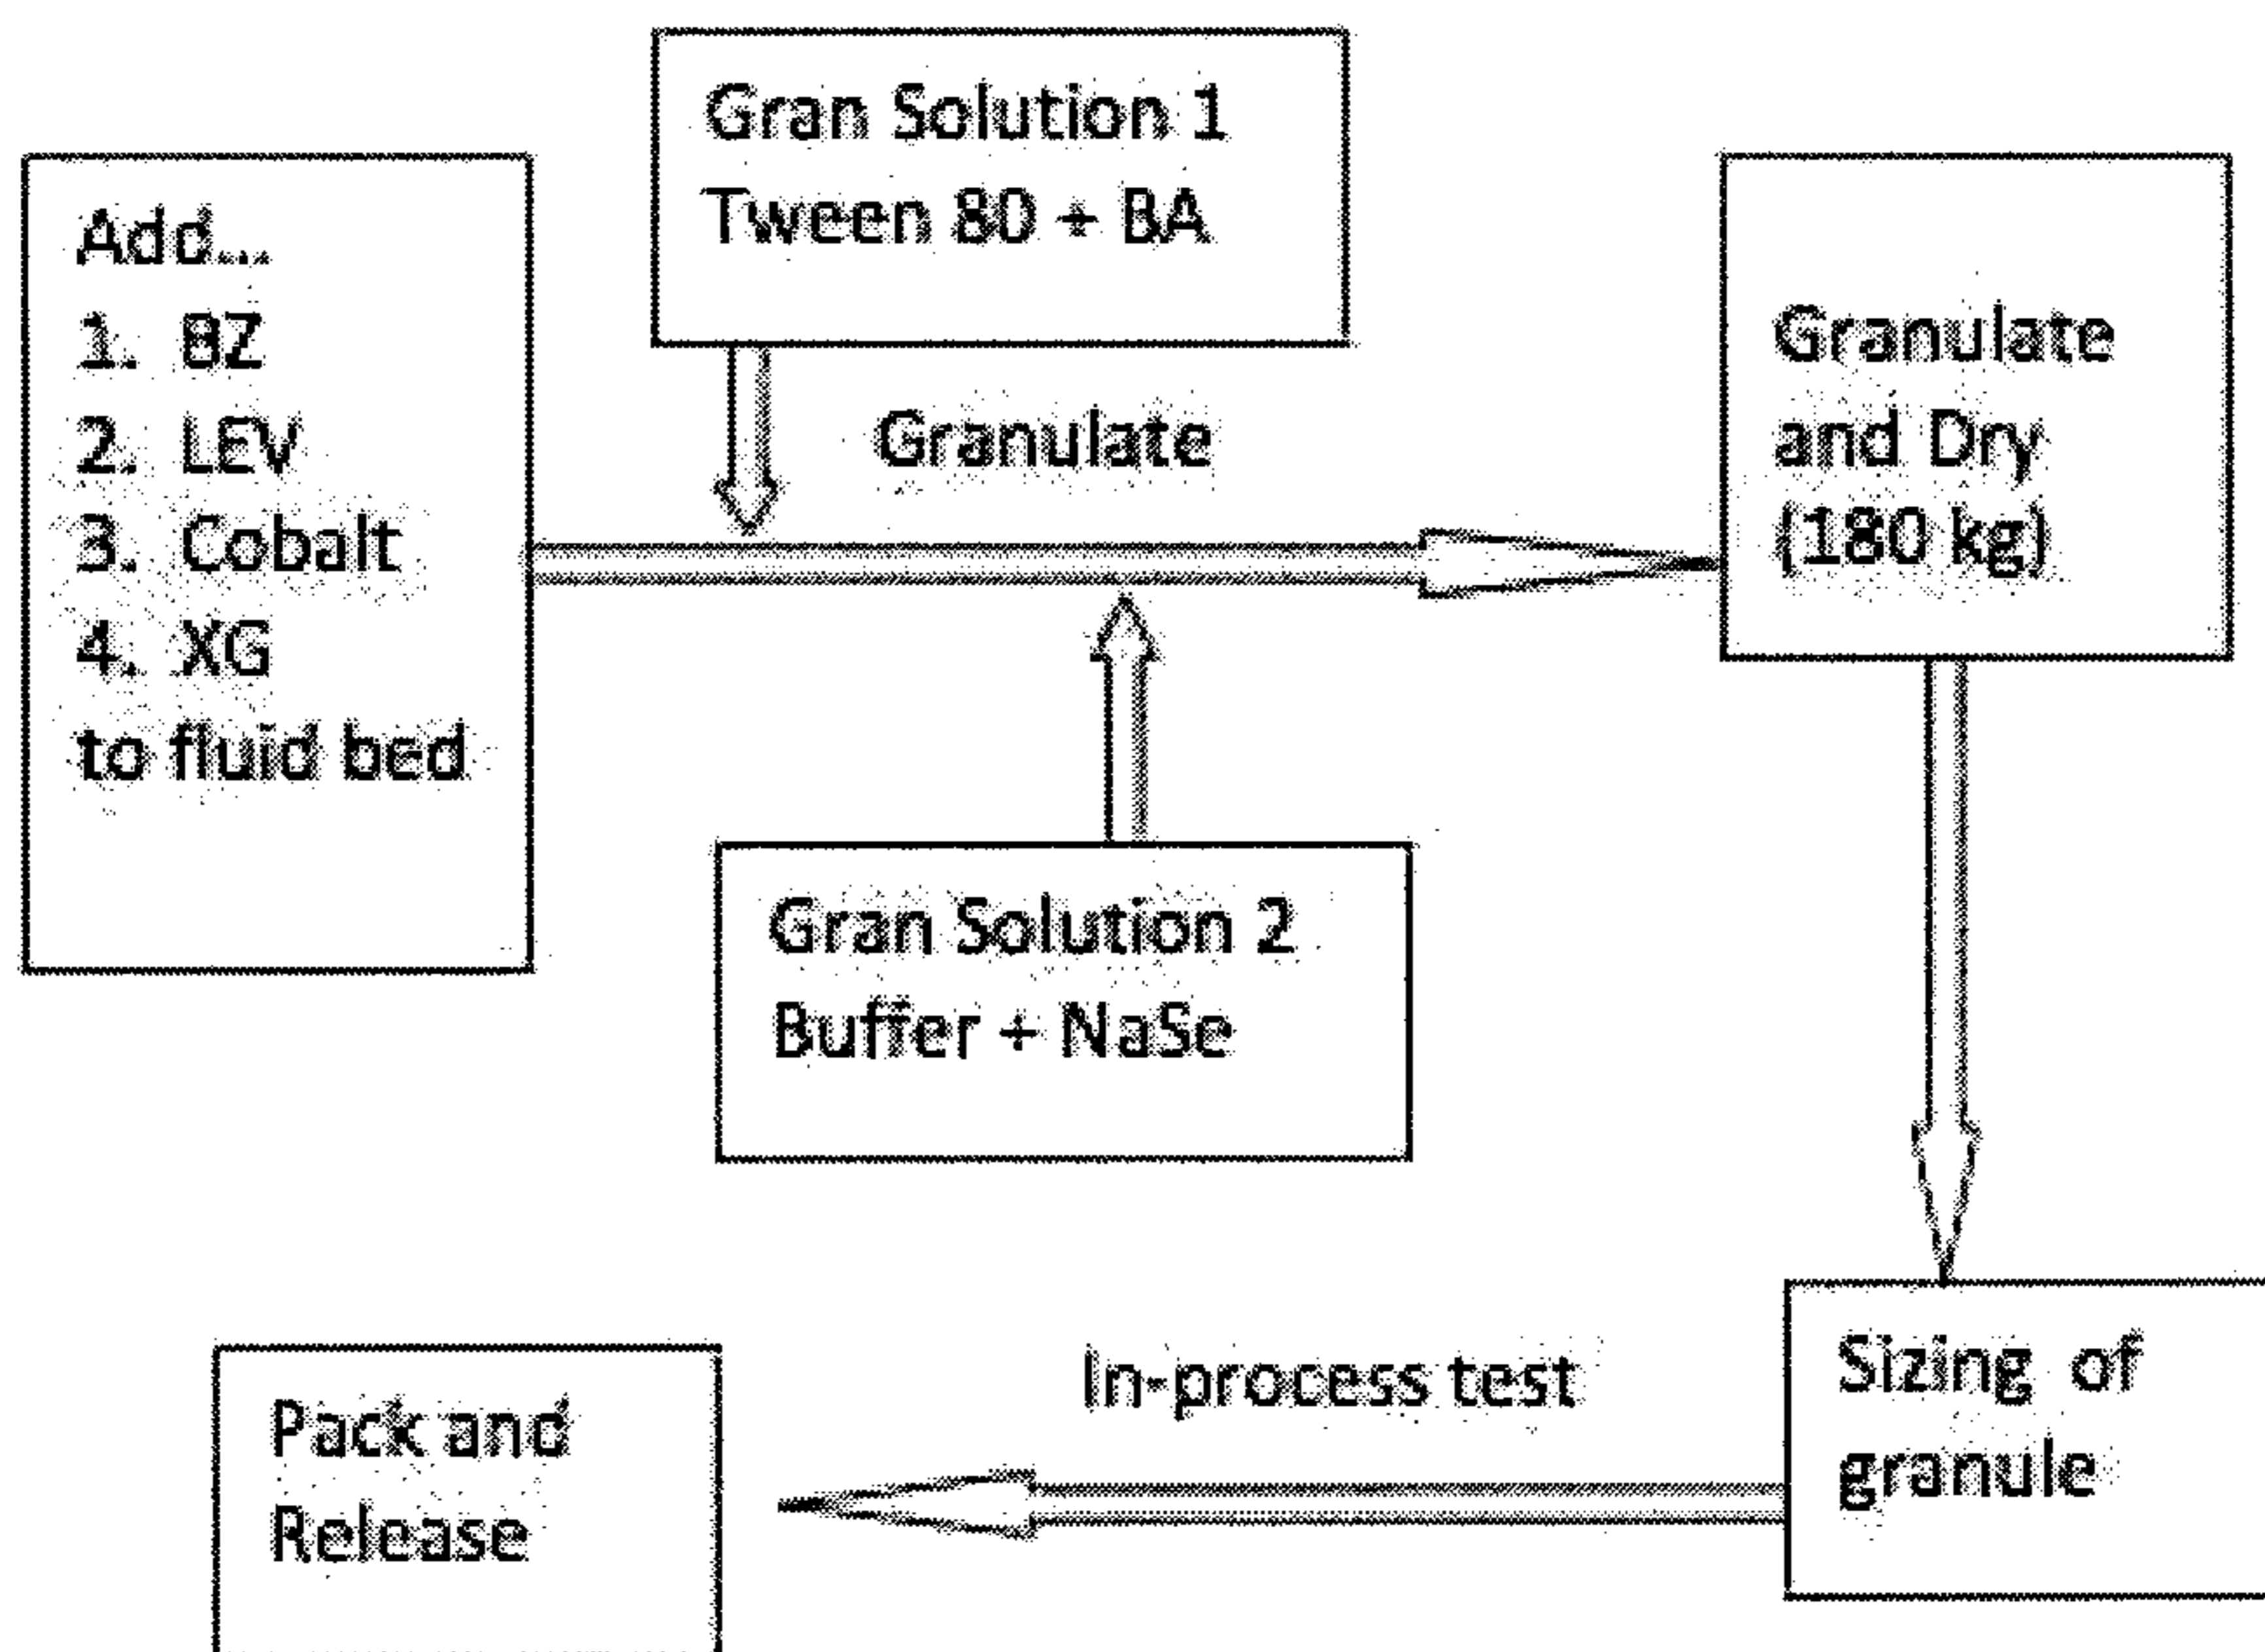 Add...
1. BZ
2. LEV
3. Cobalt
4. XG
to fluid bed
Gran Solution 1
Tween 80 + BA
Granulate
Gran Solution 2
Buffer + NaSe
Granulate
and Dry
(180 kg)
Sizing of
granule
In-process test
Pack and
Release